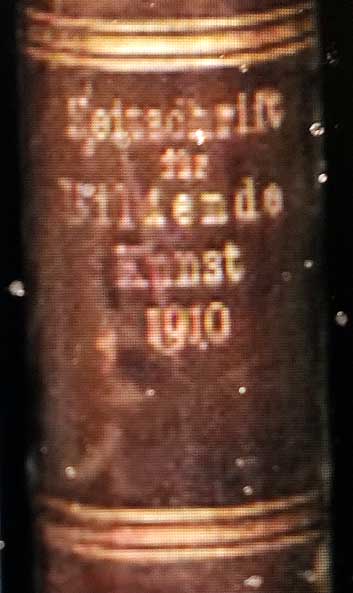 Zeitschrift
für
Bildende
Kunst
1910